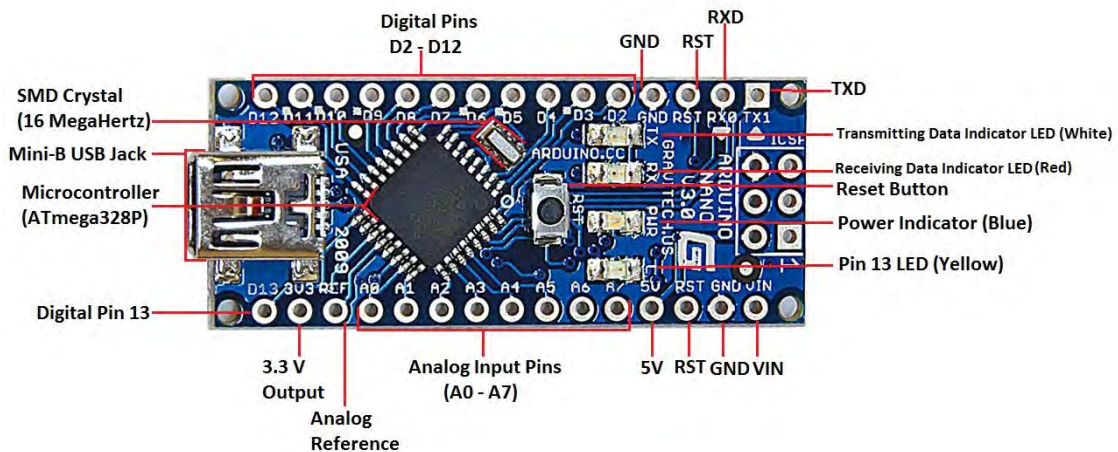 Digital Pins
D2 - D12
GND
RST
RXD
TXD
SMD Crystal
(16 MegaHertz)
Mini-B USB Jack
Microcontroller
(ATmega328P)
Digital Pin 13
3.3 V
Output
Analog
Reference
Analog Input Pins
(A0 - A7)
5V
RST
GND
VIN
Transmitting Data Indicator LED (White)
Receiving Data Indicator LED (Red)
Reset Button
Power Indicator (Blue)
Pin 13 LED (Yellow)
D12 D11 D10 D9 D8 D7 D6 D5 D4 D3 D2 GND RST RX0 TX1
ARDUINO.CC
TX
RX
PWR
L
RST
USA
2009
GRAVITECH.US
ARDUINO
NANO
V3.0
ICSP
1
D13 3V3 REF A0 A1 A2 A3 A4 A5 A6 A7 5V RST GND VIN